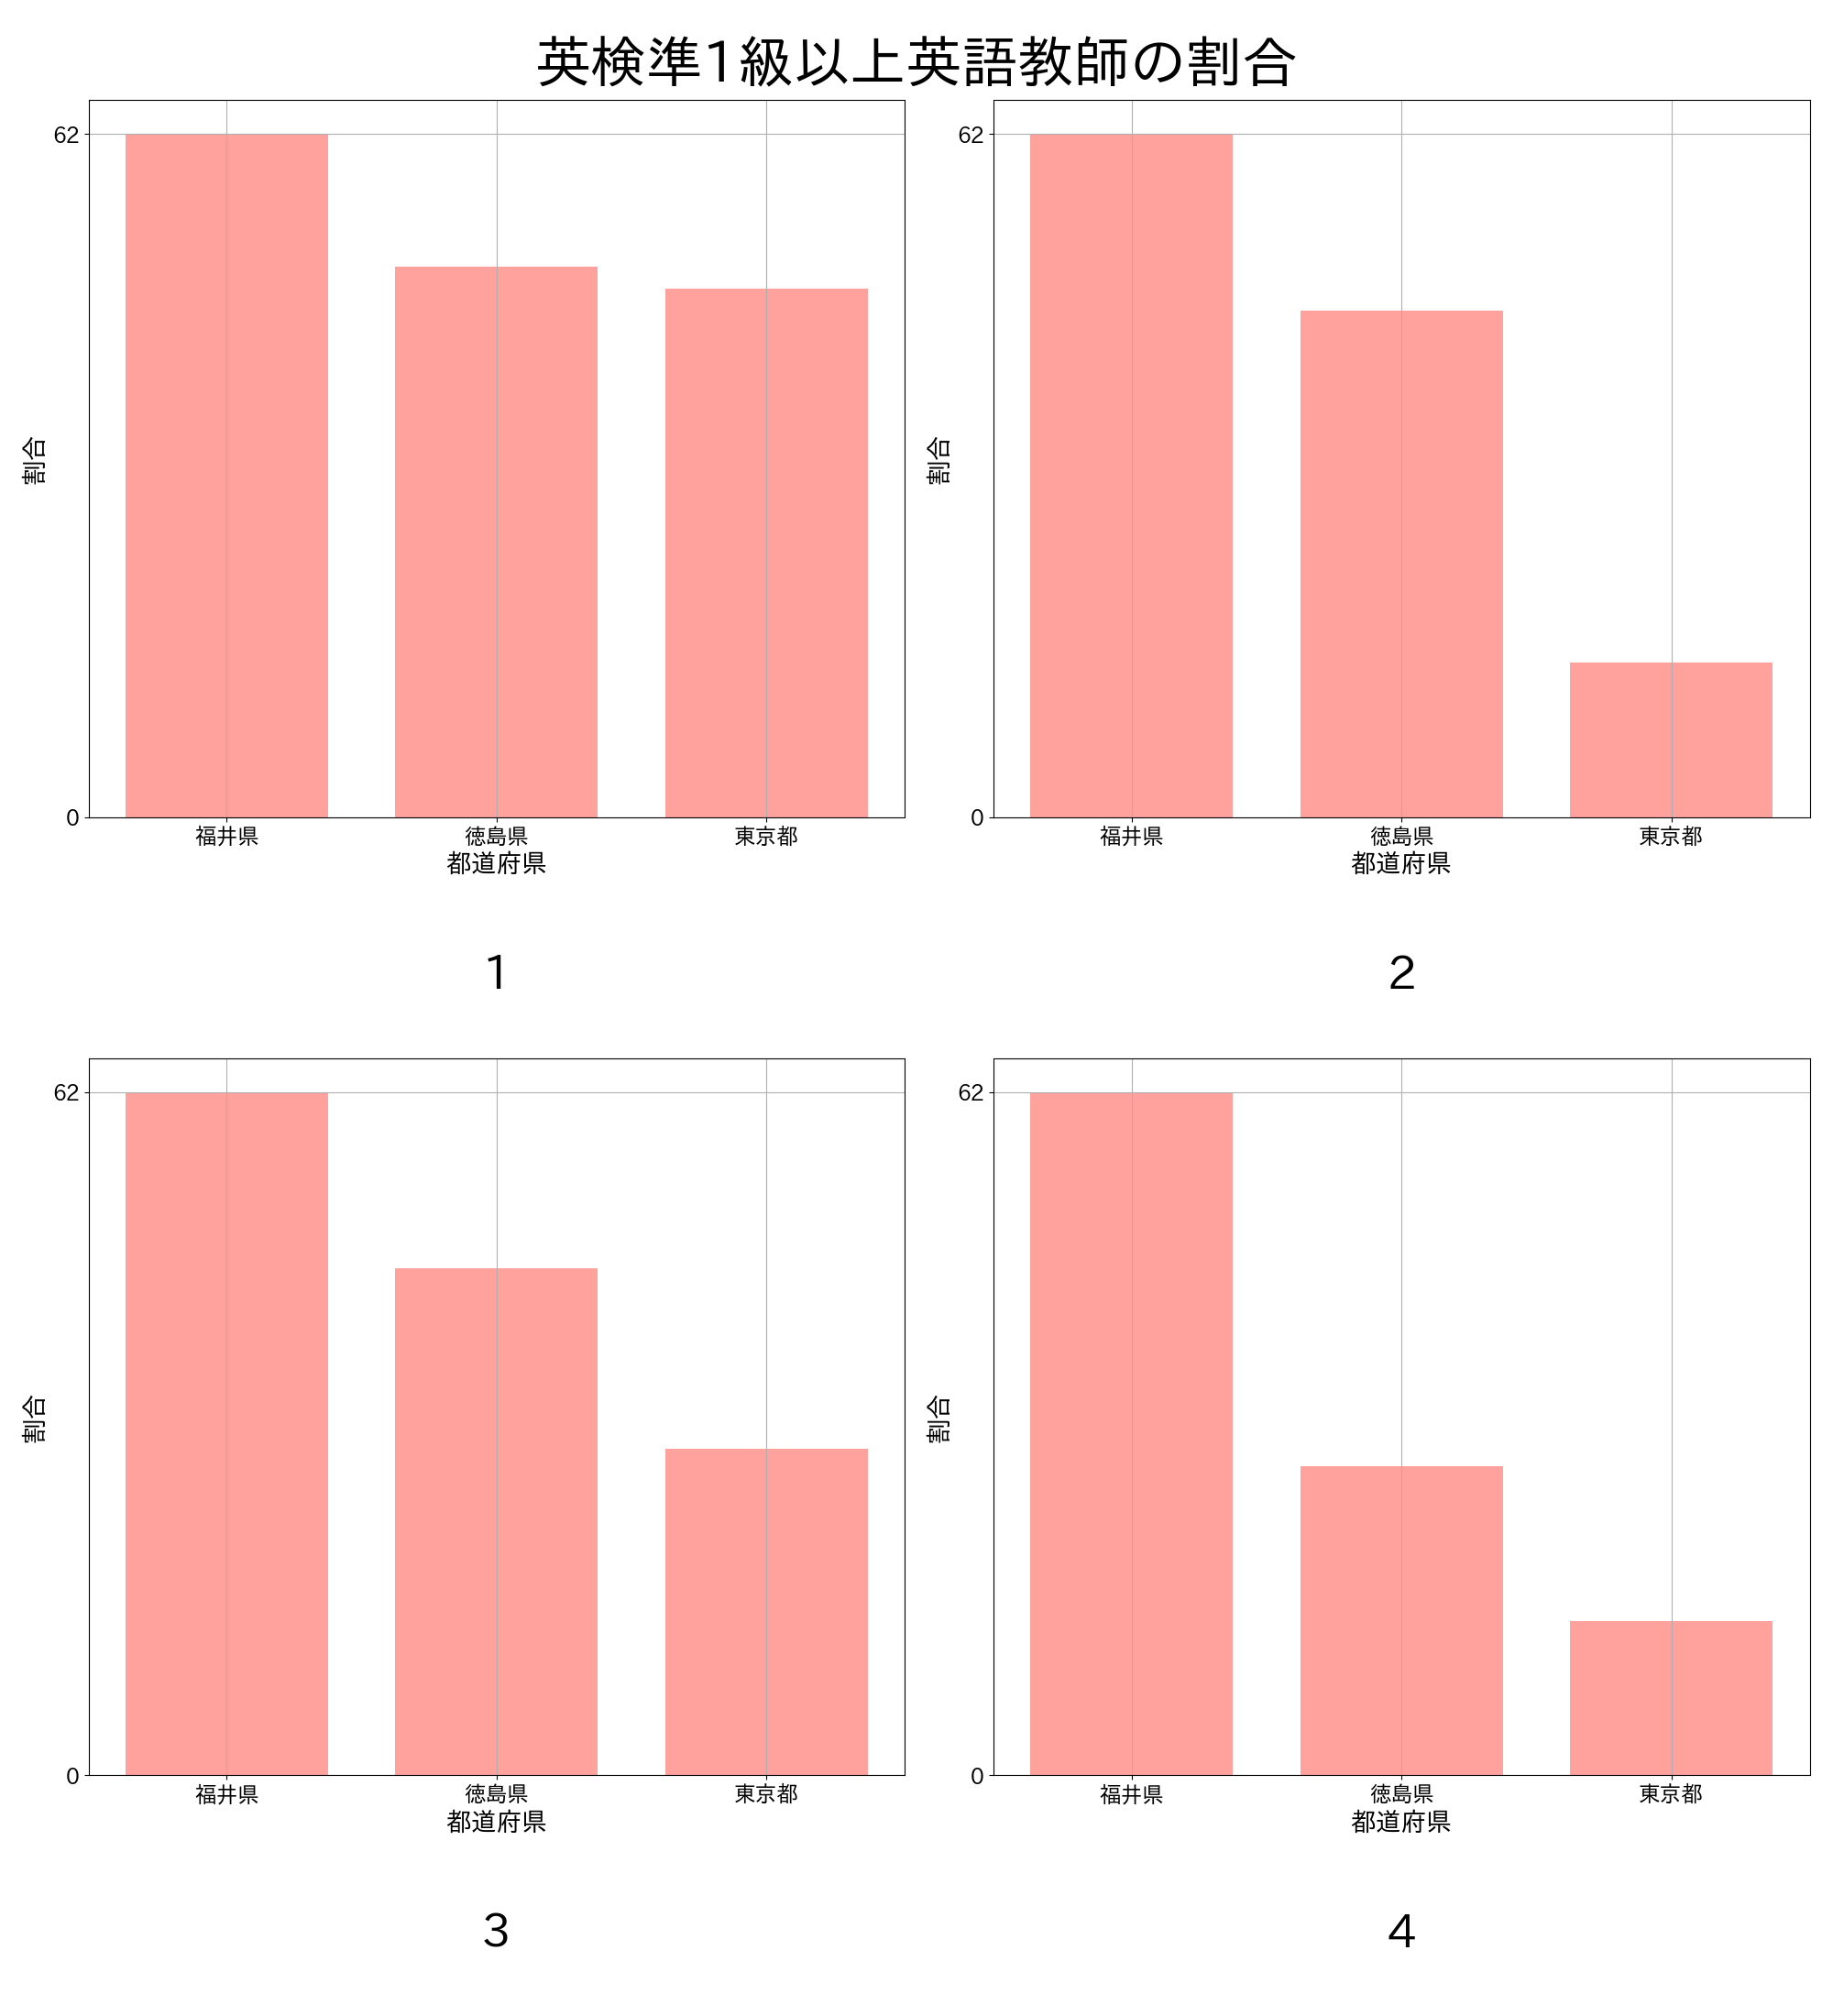 英検準1級以上英語教師の割合
62
0
割合
福井県 徳島県 東京都
都道府県
1
62
0
割合
福井県 徳島県 東京都
都道府県
2
62
0
割合
福井県 徳島県 東京都
都道府県
3
62
0
割合
福井県 徳島県 東京都
都道府県
4